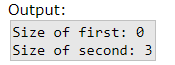 Output:
Size of first: 0
Size of second: 3